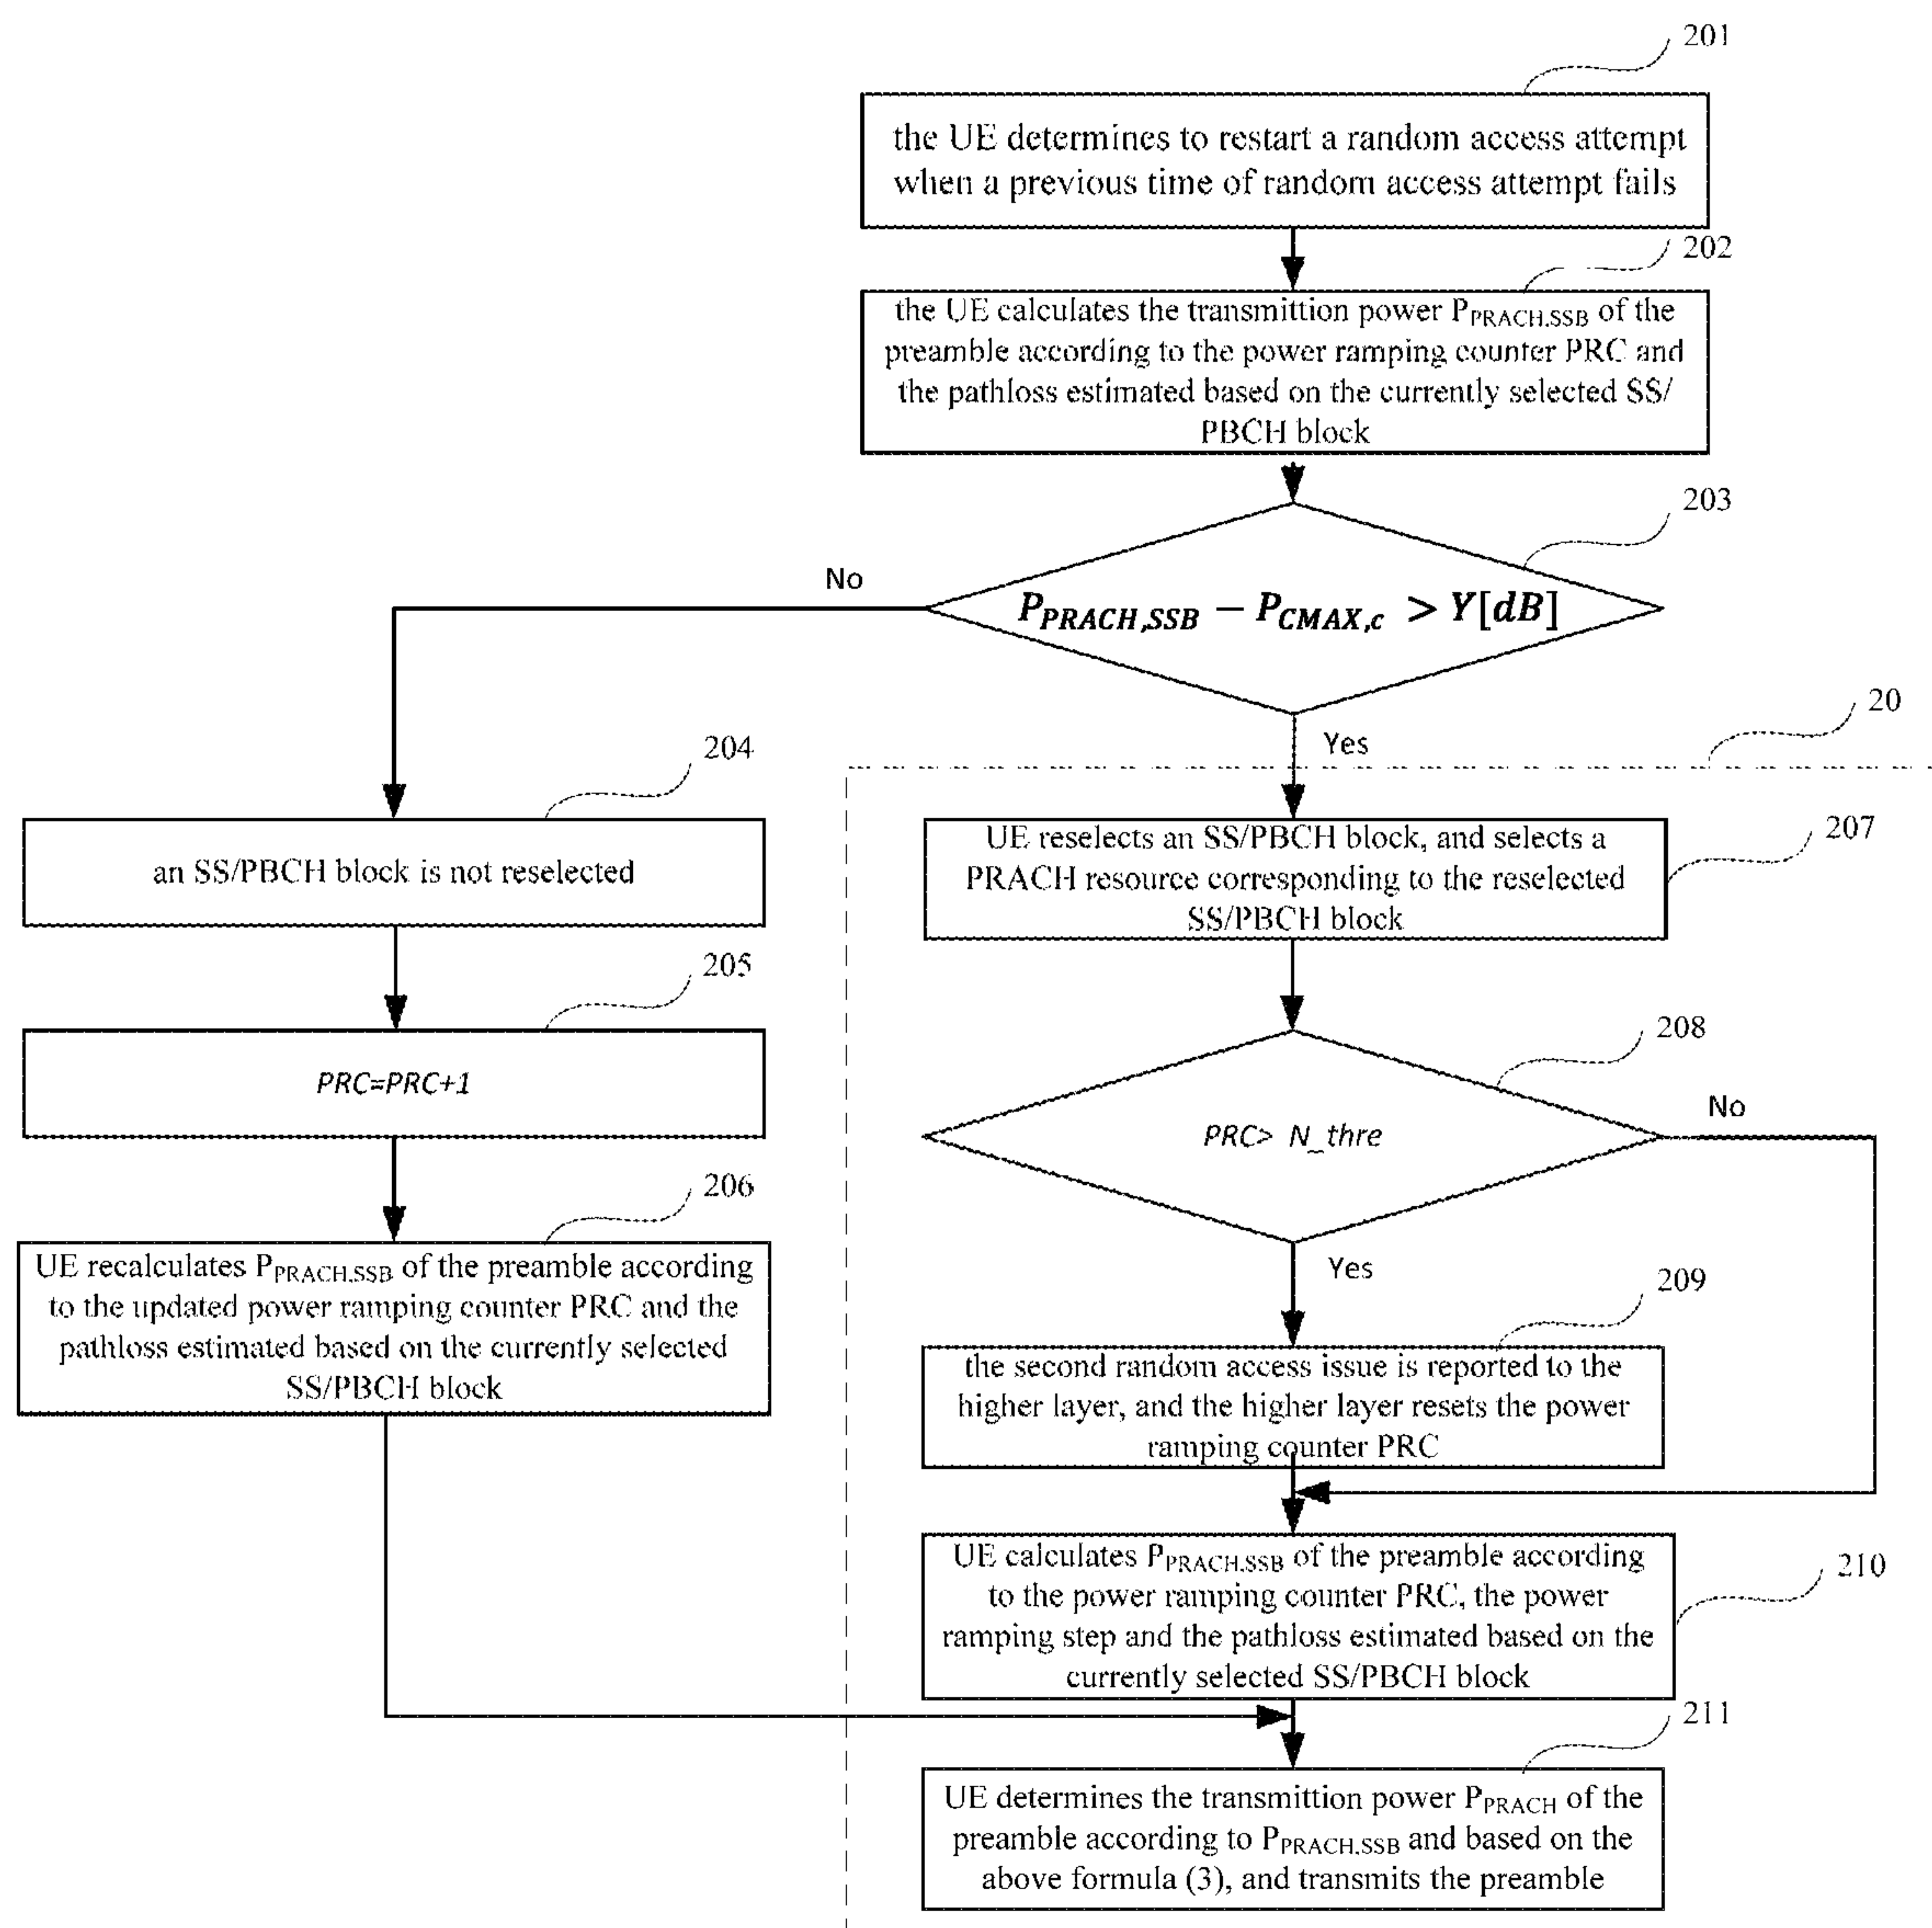 201
the UE determines to restart a random access attempt
when a previous time of random access attempt fails
202
the UE calculates the transmittion power P_PRACH,SSB of the
preamble according to the power ramping counter PRC and
the pathloss estimated based on the currently selected SS/
PBCH block
203
No
P_PRACH,SSB − P_CMAX,c > Y[dB]
20
Yes
204
an SS/PBCH block is not reselected
207
UE reselects an SS/PBCH block, and selects a
PRACH resource corresponding to the reselected
SS/PBCH block
205
PRC=PRC+1
208
No
PRC> N_thre
206
UE recalculates P_PRACH,SSB of the preamble according
to the updated power ramping counter PRC and the
pathloss estimated based on the currently selected
SS/PBCH block
Yes
209
the second random access issue is reported to the
higher layer, and the higher layer resets the power
ramping counter PRC
210
UE calculates P_PRACH,SSB of the preamble according
to the power ramping counter PRC, the power
ramping step and the pathloss estimated based on the
currently selected SS/PBCH block
211
UE determines the transmittion power P_PRACH of the
preamble according to P_PRACH,SSB and based on the
above formula (3), and transmits the preamble